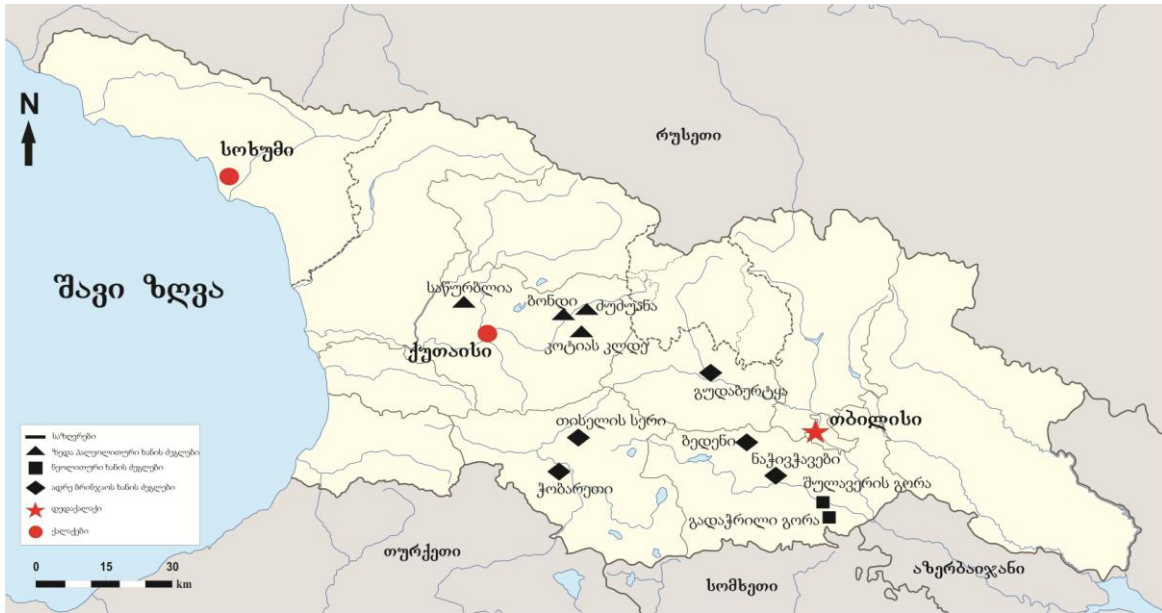 N
რუსეთი
სოხუმი
შავი ზღვა
საწურბლია
ბონდი
ძუძუანა
ქუთაისი
კოტიას კლდე
გუდაბერტყა
თისელის სერი
ბედენი
თბილისი
ნაჭივჭავები
ჭობარეთი
შულავერის გორა
გადაჭრილი გორა
თურქეთი
სომხეთი
აზერბაიჯანი
საზღვრები
ზედა პალეოლითური ხანის ძეგლები
ნეოლითური ხანის ძეგლები
ადრე ბრინჯაოს ხანის ძეგლები
დედაქალაქი
ქალაქები
0 15 30
km